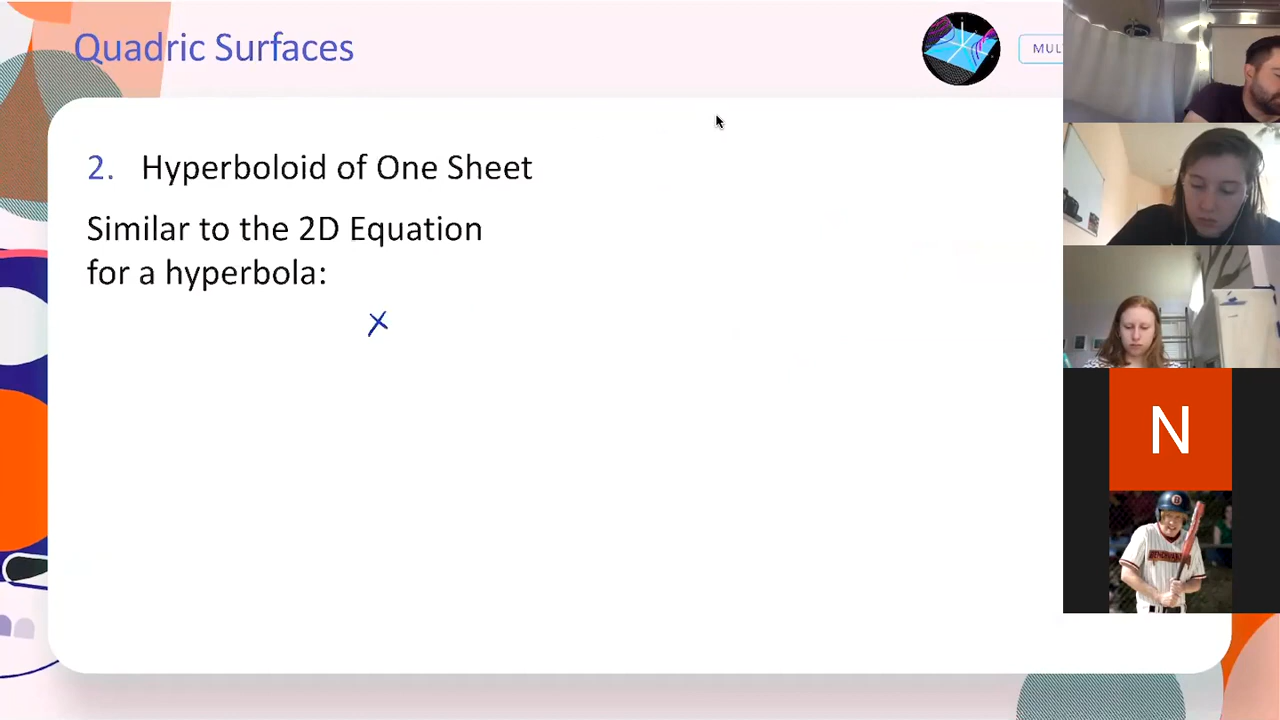 Quadric Surfaces
MUL
2. Hyperboloid of One Sheet
Similar to the 2D Equation
for a hyperbola:
x
N